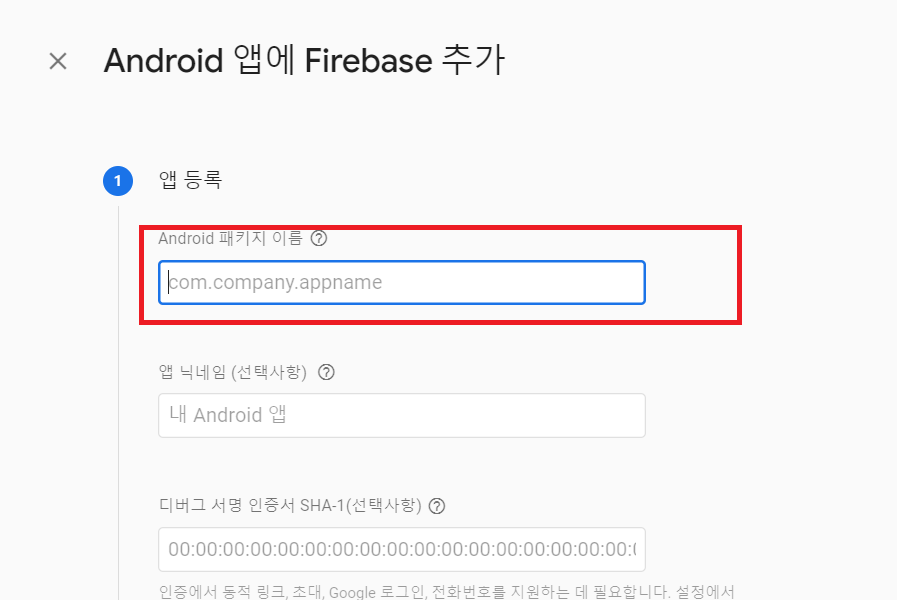 Android 앱에 Firebase 추가
1 앱 등록
Android 패키지 이름 ?
com.company.appname
앱 닉네임 (선택사항) ?
내 Android 앱
디버그 서명 인증서 SHA-1(선택사항) ?
00:00:00:00:00:00:00:00:00:00:00:00:00:00:00:00:00:
인증에서 동적 링크, 초대, Google 로그인, 전화번호를 지원하는 데 필요합니다. 설정에서